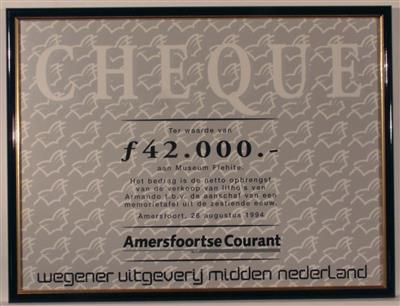 CHEQUE
Ter waarde van
f 42.000.-
aan Museum Flehite.
Het bedrag is de netto opbrengst
van de verkoop van litho's van
Armando t.b.v. de aanschaf van een
memorietafel uit de zestiende eeuw.
Amersfoort, 26 augustus 1994
Amersfoortse Courant
wegener uitgeverij midden nederland